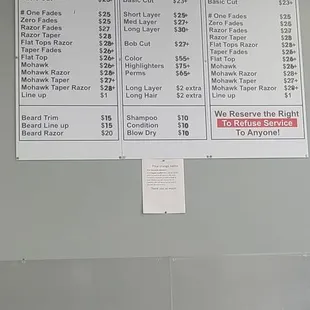 Cut
# One Fades $25
Zero Fades $25
Razor Fades $27
Razor Taper $28
Flat Tops Razor $28+
Taper Fades $26+
Flat Top $26+
Mohawk $26+
Mohawk Razor $28+
Mohawk Taper $27+
Mohawk Taper Razor $28+
Line up $1
Beard Trim $15
Beard Line up $15
Beard Razor $20
Basic Cut $23+
Short Layer $25+
Med Layer $27+
Long Layer $30+
Bob Cut $27+
Color $55+
Highlighters $75+
Perms $65+
Long Layer $2 extra
Long Hair $2 extra
Shampoo $10
Condition $10
Blow Dry $10
Basic Cut $23+
# One Fades $25
Zero Fades $25
Razor Fades $27
Razor Taper $28
Flat Tops Razor $28+
Taper Fades $26+
Flat Top $26+
Mohawk $26+
Mohawk Razor $28+
Mohawk Taper $27+
Mohawk Taper Razor $28+
Line up $1
We Reserve the Right
To Refuse Service
To Anyone!